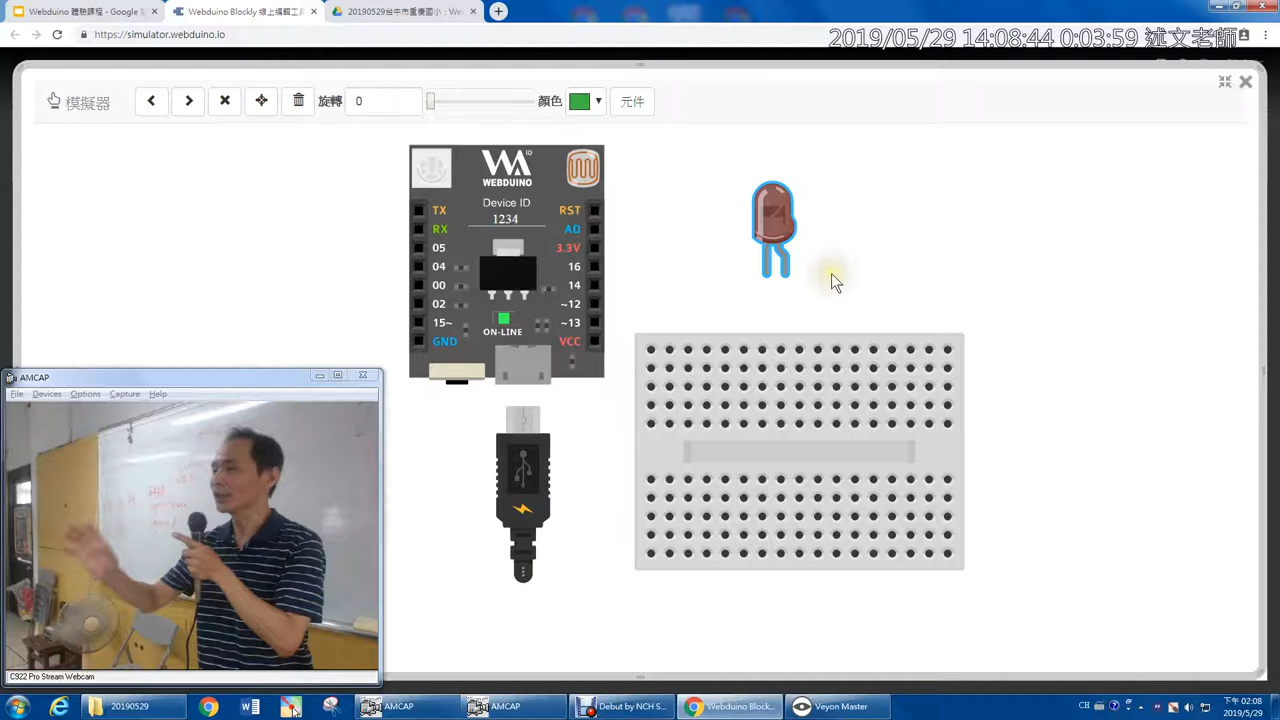 Webduino 體驗課程 - Google 簡
Webduino Blockly 線上編輯工具
20190529台中市重慶國小：We
https://simulator.webduino.io
2019/05/29 14:08:44 0:03:59 述文老師
模擬器
旋轉
0
顏色
元件
IO
WEBDUINO
Device ID
1234
TX
RST
RX
AD
05
3.3V
04
16
00
14
02
~12
15~
~13
ON-LINE
GND
VCC
AMCAP
File Devices Options Capture Help
C922 Pro Stream Webcam
20190529
AMCAP
AMCAP
Debut by NCH S...
Webduino Block...
Veyon Master
CH
下午 02:08
2019/5/29